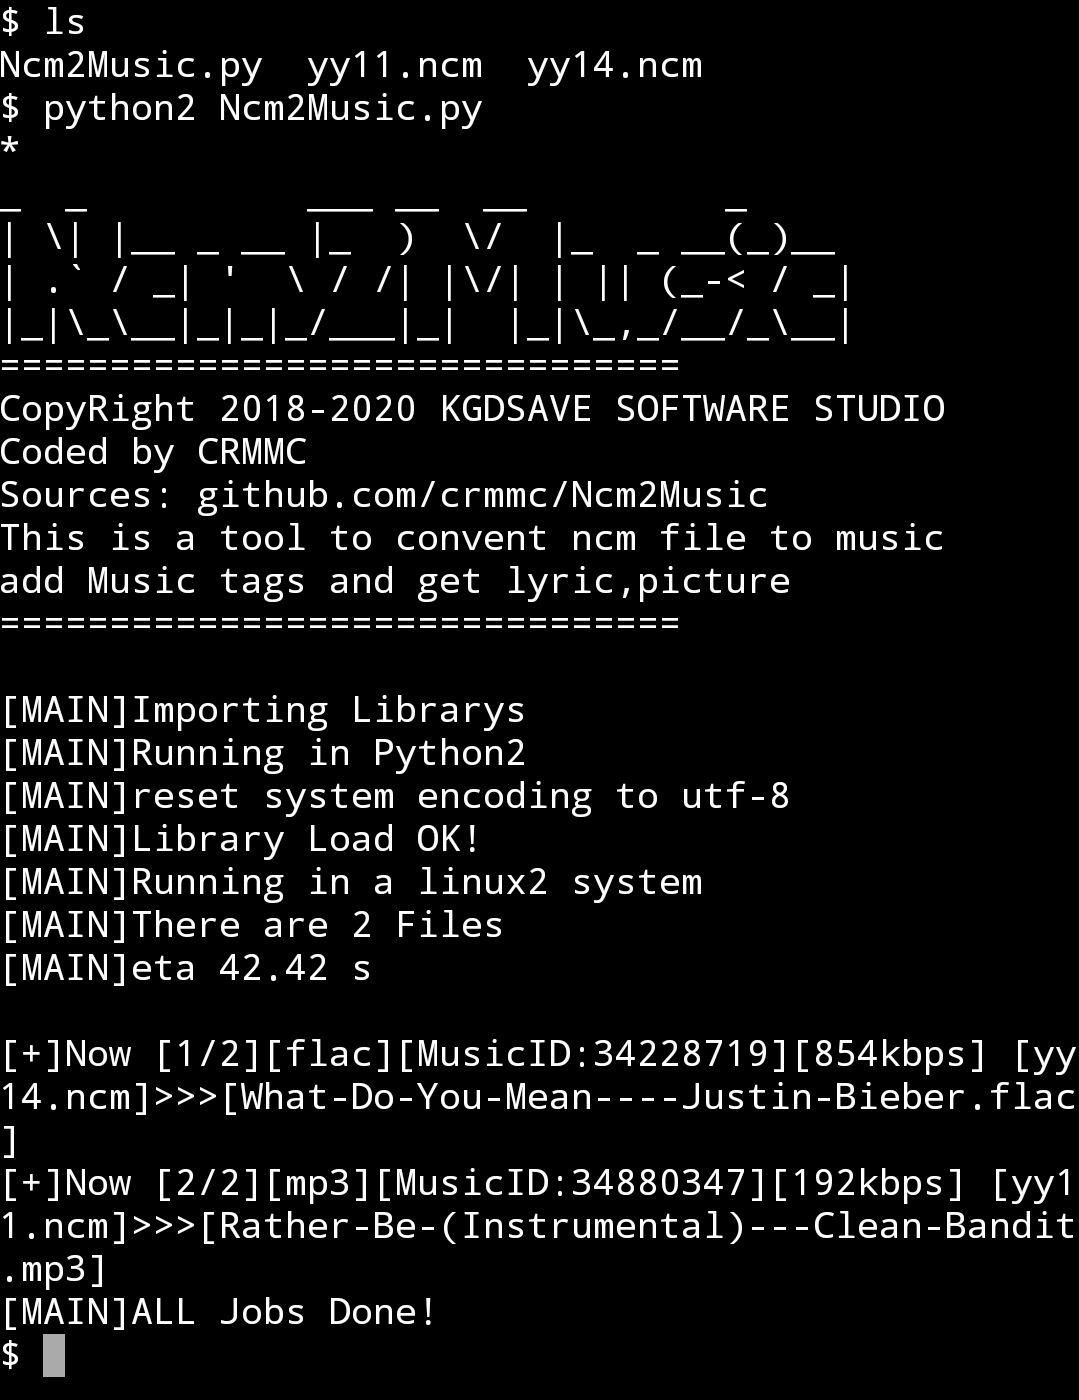 $ ls
Ncm2Music.py  yy11.ncm  yy14.ncm
$ python2 Ncm2Music.py
*
_  _          ___ __  __         _
| \| |__ _ __ |_  )  \/  |_  _ __(_)__
| .` / _| '  \ / /| |\/| | || (_-< / _|
|_|\_\__|_|_|_/___|_|  |_|\_,_/__/_\__|
===============================
CopyRight 2018-2020 KGDSAVE SOFTWARE STUDIO
Coded by CRMMC
Sources: github.com/crmmc/Ncm2Music
This is a tool to convent ncm file to music
add Music tags and get lyric,picture
===============================
[MAIN]Importing Librarys
[MAIN]Running in Python2
[MAIN]reset system encoding to utf-8
[MAIN]Library Load OK!
[MAIN]Running in a linux2 system
[MAIN]There are 2 Files
[MAIN]eta 42.42 s
[+]Now [1/2][flac][MusicID:34228719][854kbps] [yy
14.ncm]>>>[What-Do-You-Mean----Justin-Bieber.flac
]
[+]Now [2/2][mp3][MusicID:34880347][192kbps] [yy1
1.ncm]>>>[Rather-Be-(Instrumental)---Clean-Bandit
.mp3]
[MAIN]ALL Jobs Done!
$